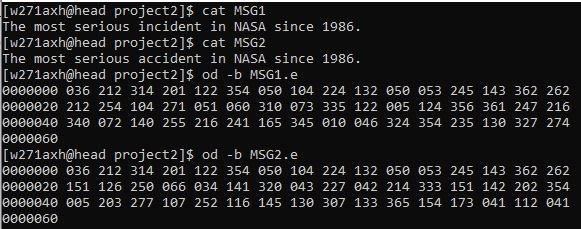 [w271axh@head project2]$ cat MSG1
The most serious incident in NASA since 1986.
[w271axh@head project2]$ cat MSG2
The most serious accident in NASA since 1986.
[w271axh@head project2]$ od -b MSG1.e
0000000 036 212 314 201 122 354 050 104 224 132 050 053 245 143 362 262
0000020 212 254 104 271 051 060 310 073 335 122 005 124 356 361 247 216
0000040 340 072 140 255 216 241 165 345 010 046 324 354 235 130 327 274
0000060
[w271axh@head project2]$ od -b MSG2.e
0000000 036 212 314 201 122 354 050 104 224 132 050 053 245 143 362 262
0000020 151 126 250 066 034 141 320 043 227 042 214 333 151 142 202 354
0000040 005 203 277 107 252 116 145 130 307 133 365 154 173 041 112 041
0000060